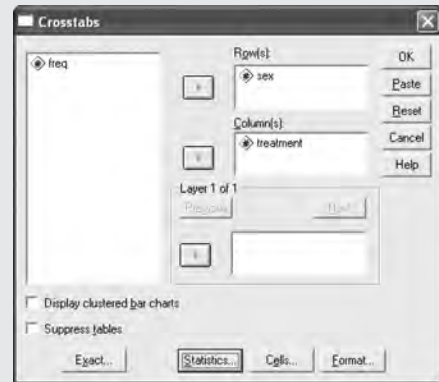 Crosstabs
freq
Row(s):
sex
Column(s):
treatment
OK
Paste
Reset
Cancel
Help
Layer 1 of 1
Previous
Next
Display clustered bar charts
Suppress tables
Exact...
Statistics...
Cells...
Format...